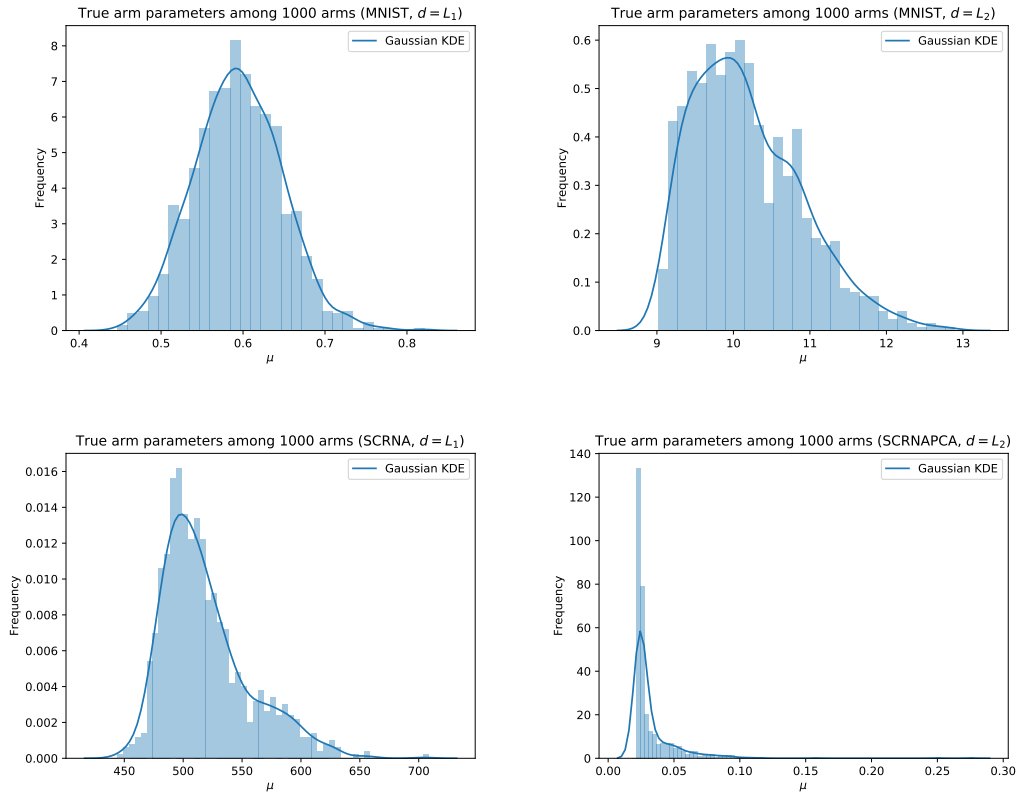 True arm parameters among 1000 arms (MNIST, d = L₁)
Gaussian KDE
Frequency
0 1 2 3 4 5 6 7 8
0.4 0.5 0.6 0.7 0.8
μ
True arm parameters among 1000 arms (MNIST, d = L₂)
Gaussian KDE
Frequency
0.0 0.1 0.2 0.3 0.4 0.5 0.6
9 10 11 12 13
μ
True arm parameters among 1000 arms (SCRNA, d = L₁)
Gaussian KDE
Frequency
0.000 0.002 0.004 0.006 0.008 0.010 0.012 0.014 0.016
450 500 550 600 650 700
μ
True arm parameters among 1000 arms (SCRNAPCA, d = L₂)
Gaussian KDE
Frequency
0 20 40 60 80 100 120 140
0.00 0.05 0.10 0.15 0.20 0.25 0.30
μ